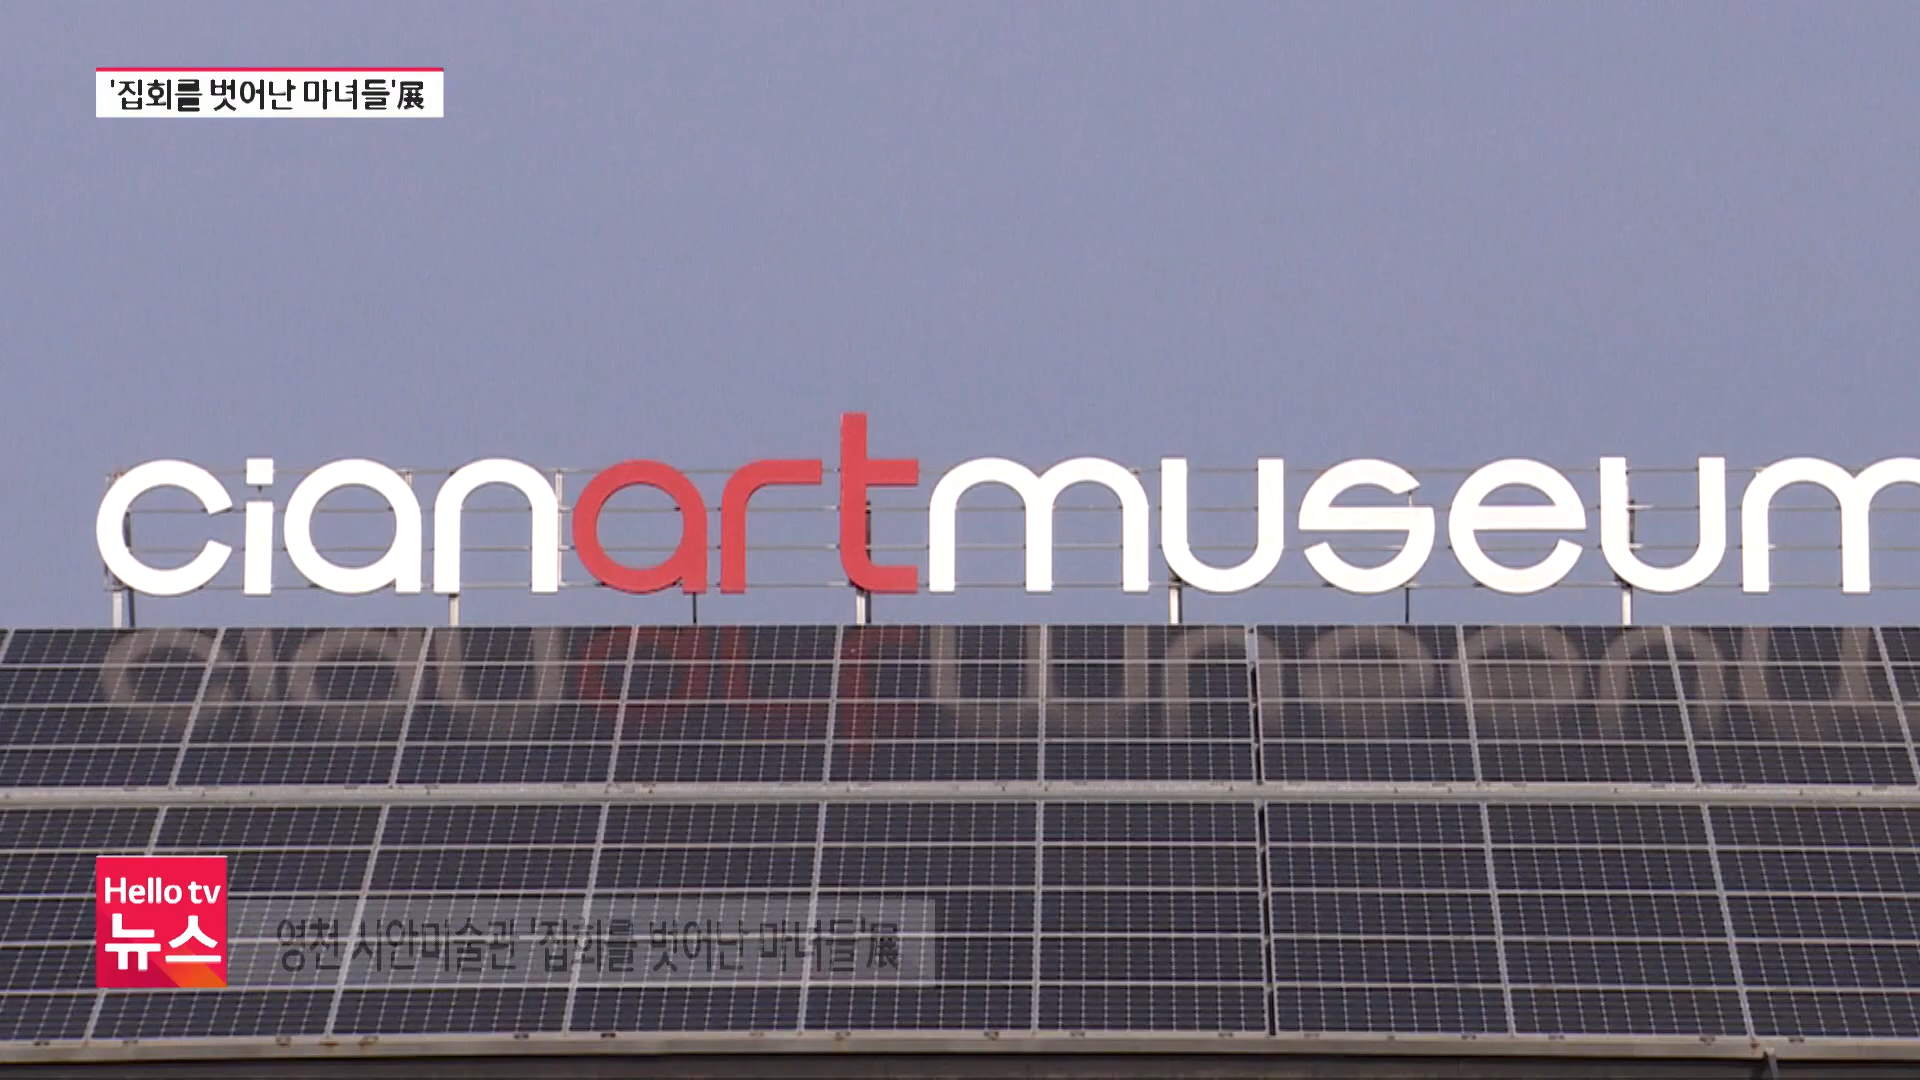 '집회를 벗어난 마녀들'展
cianartmuseum
Hello tv
뉴스
영천 시안미술관 '집회를 벗어난 마녀들'展